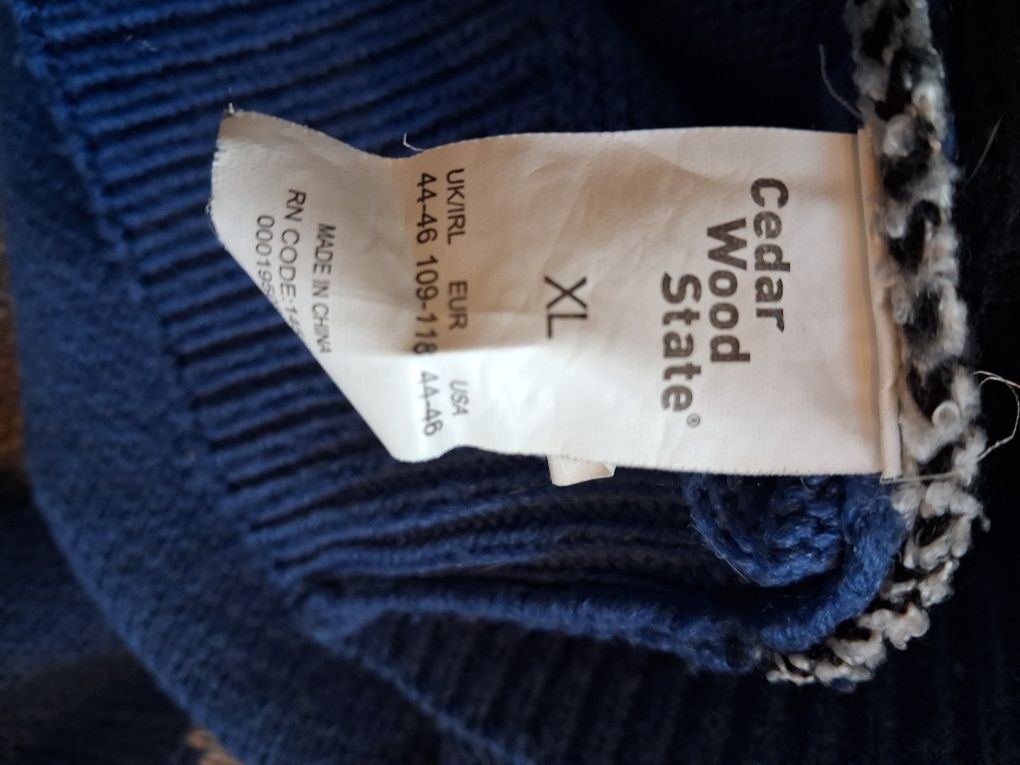 Cedar
Wood
State®
XL
UK/IRL EUR USA
44-46 109-118 44-46
MADE IN CHINA
RN CODE: